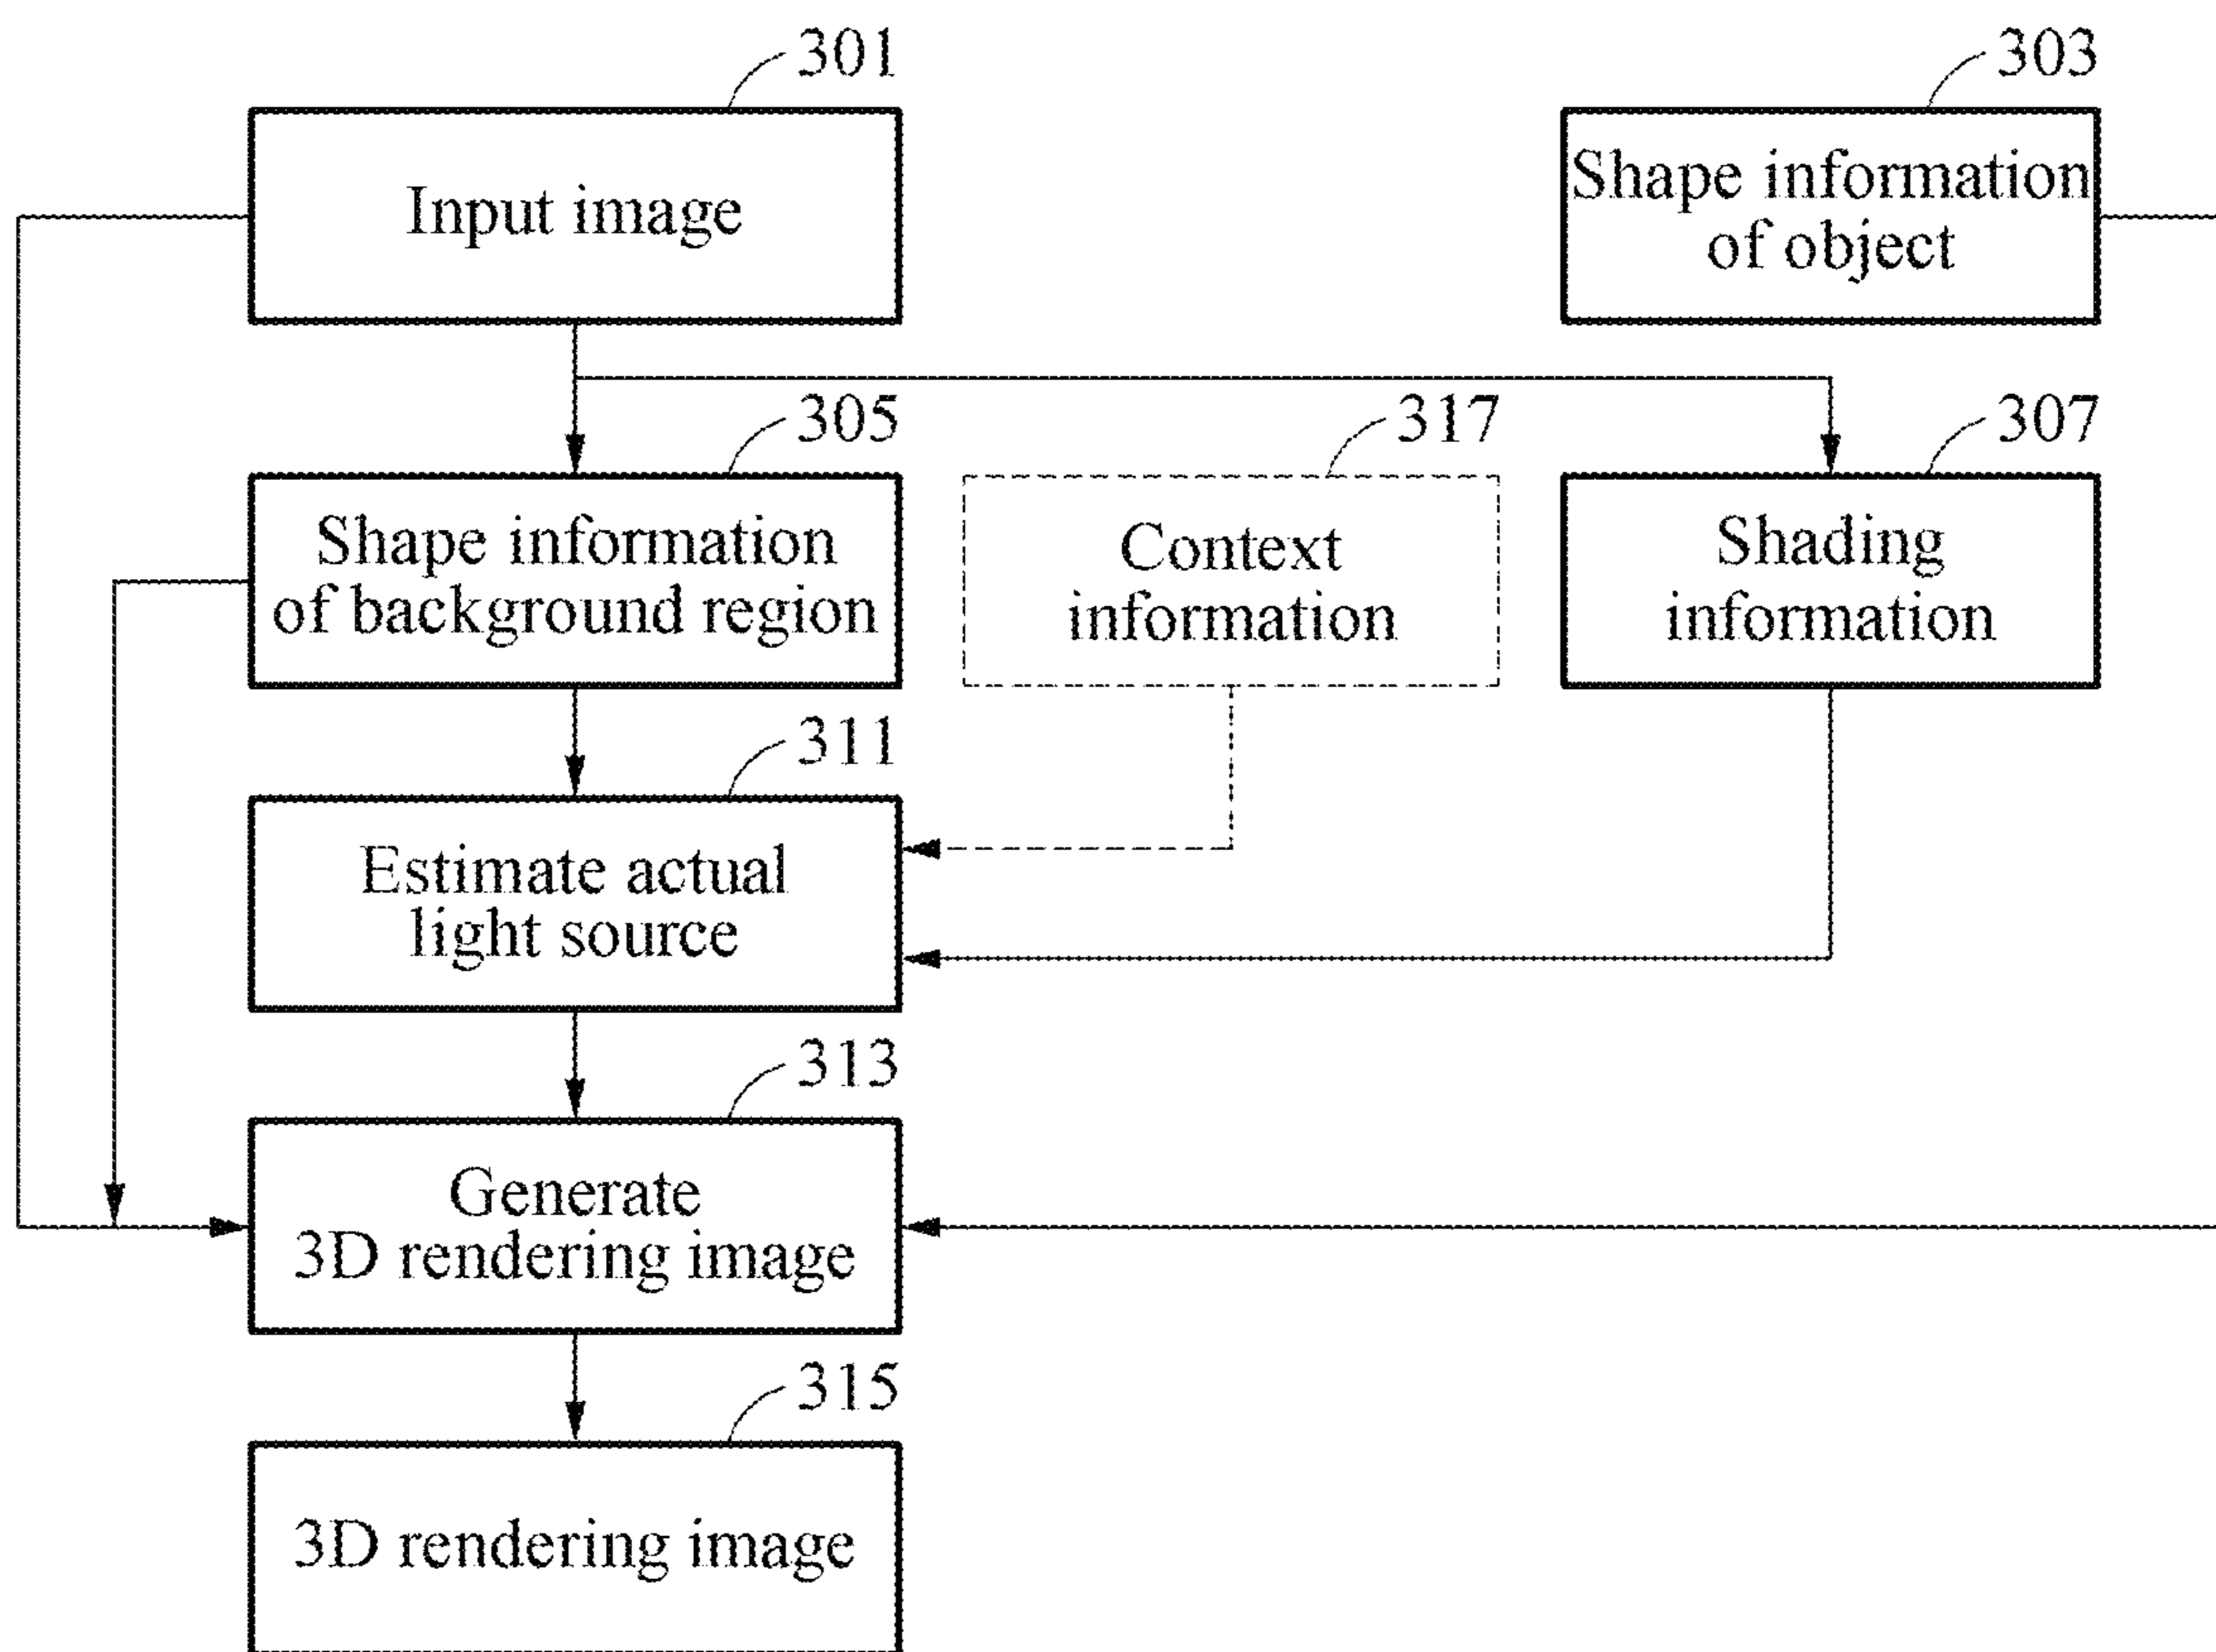 301
Input image
303
Shape information
of object
305
Shape information
of background region
317
Context
information
307
Shading
information
311
Estimate actual
light source
313
Generate
3D rendering image
315
3D rendering image